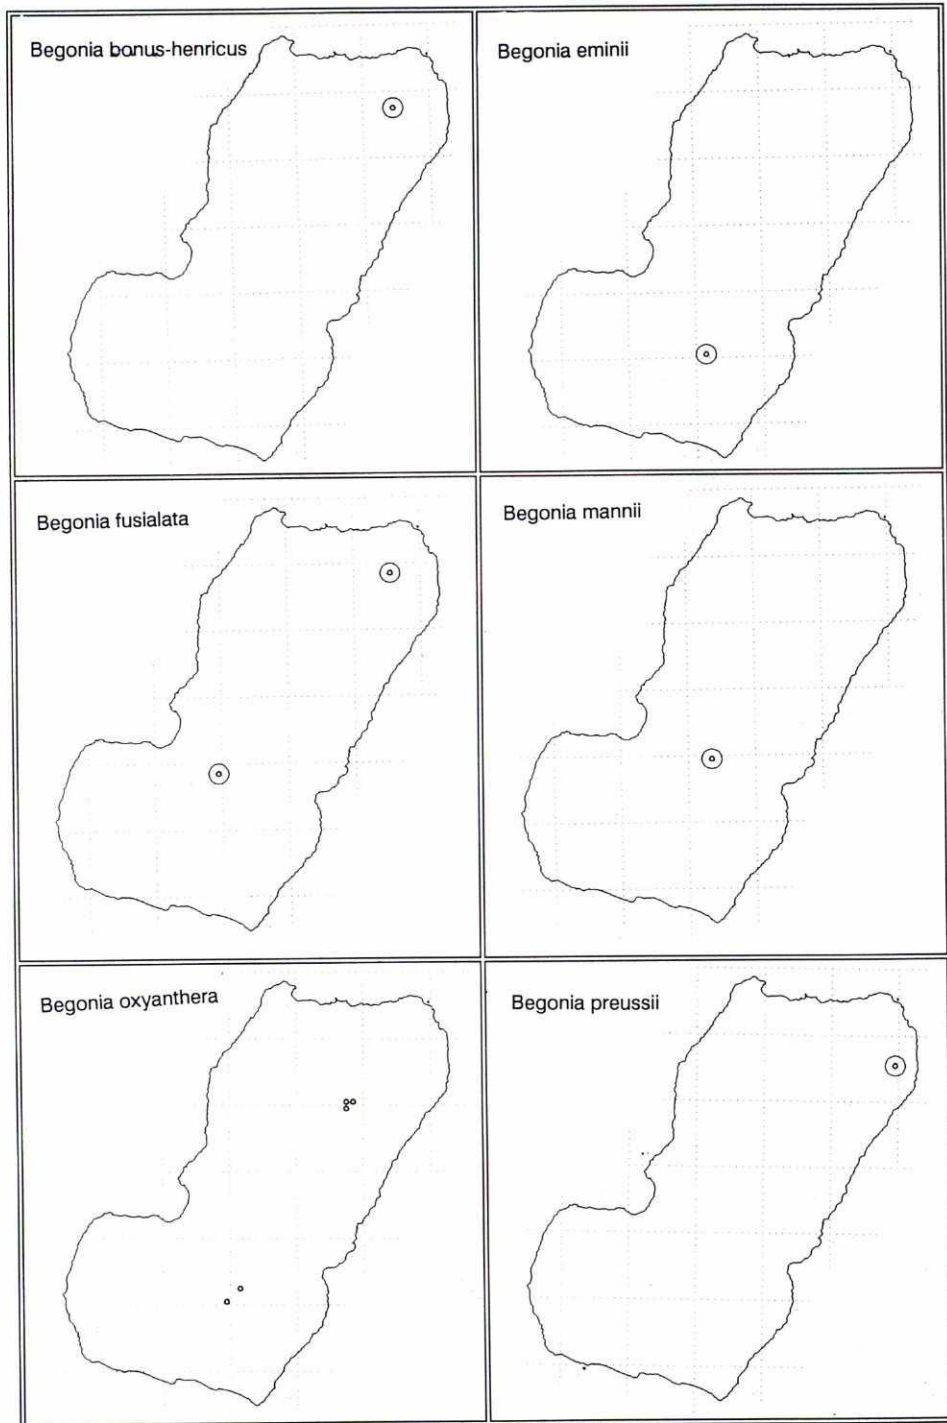 Begonia bonus-henricus
Begonia eminii
Begonia fusialata
Begonia mannii
Begonia oxyanthera
Begonia preussii